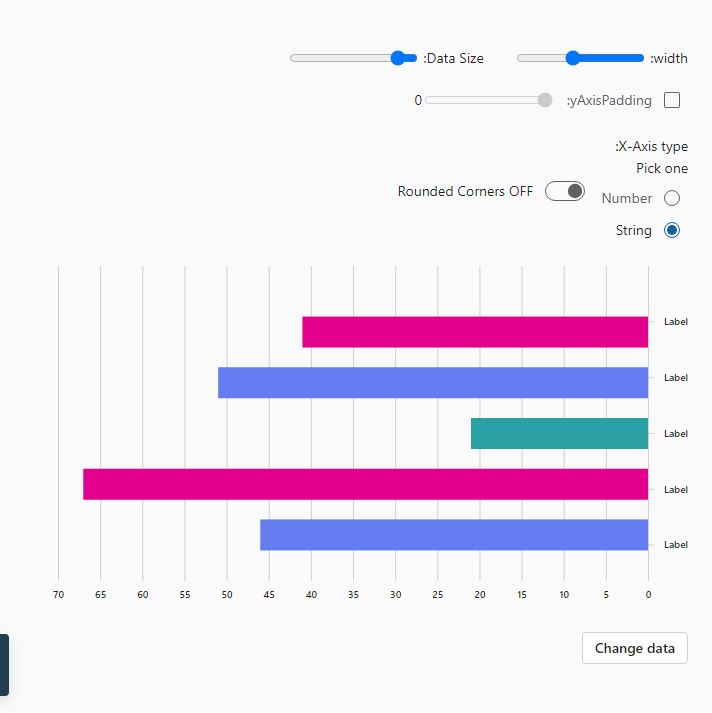 :width
:Data Size
:yAxisPadding
0
:X-Axis type
Pick one
Number
Rounded Corners OFF
String
Label
Label
Label
Label
Label
70 65 60 55 50 45 40 35 30 25 20 15 10 5 0
Change data